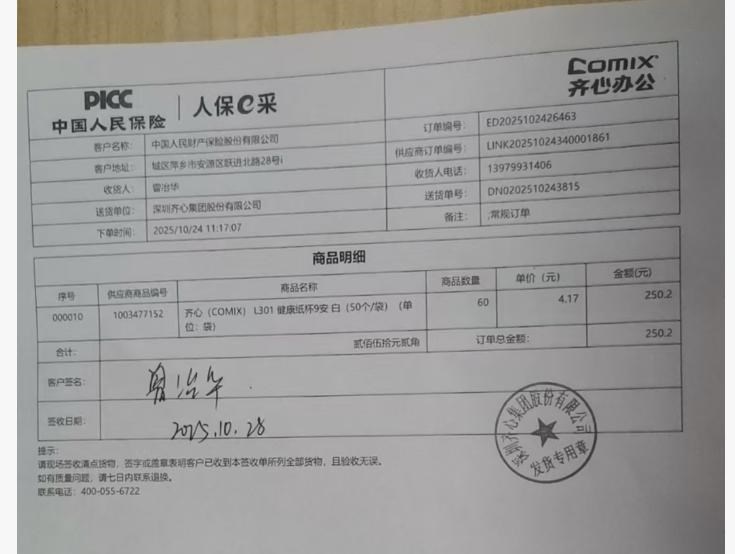 PICC
中国人民保险
人保e采
COMIX
齐心办公
客户名称: 中国人民财产保险股份有限公司
订单编号: ED2025102426463
客户地址: 城区萍乡市安源区跃进北路28号i
供应商订单编号: LINK20251024340001861
收货人: 曾冶华
收货人电话: 13979931406
送货单位: 深圳齐心集团股份有限公司
送货单号: DN0202510243815
下单时间: 2025/10/24 11:17:07
备注: ;常规订单
商品明细
序号 供应商商品编号 商品名称 商品数量 单价（元） 金额(元)
000010 1003477152 齐心（COMIX） L301 健康纸杯9安 白（50个/袋）（单位：袋） 60 4.17 250.2
合计: 贰佰伍拾元贰角 订单总金额: 250.2
客户签名: 曾冶华
签收日期: 2025.10.28
深圳齐心集团股份有限公司
发货专用章
提示:
请现场签收清点货物，签字或盖章表明客户已收到本签收单所列全部货物，且验收无误。
如有质量问题，请七日内联系退换。
联系电话：400-055-6722